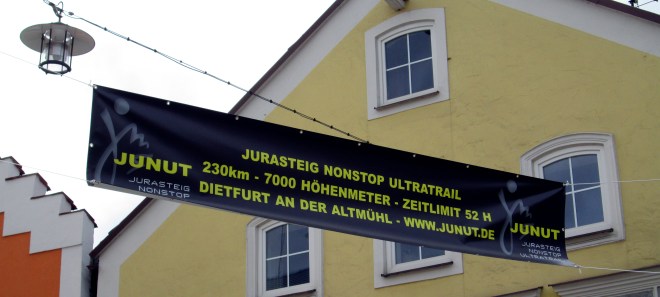 JUNUT
JURASTEIG
NONSTOP
JURASTEIG NONSTOP ULTRATRAIL
230km - 7000 HÖHENMETER - ZEITLIMIT 52 H
DIETFURT AN DER ALTMÜHL - WWW.JUNUT.DE
JUNUT
JURASTEIG
NONSTOP
ULTRATRAIL